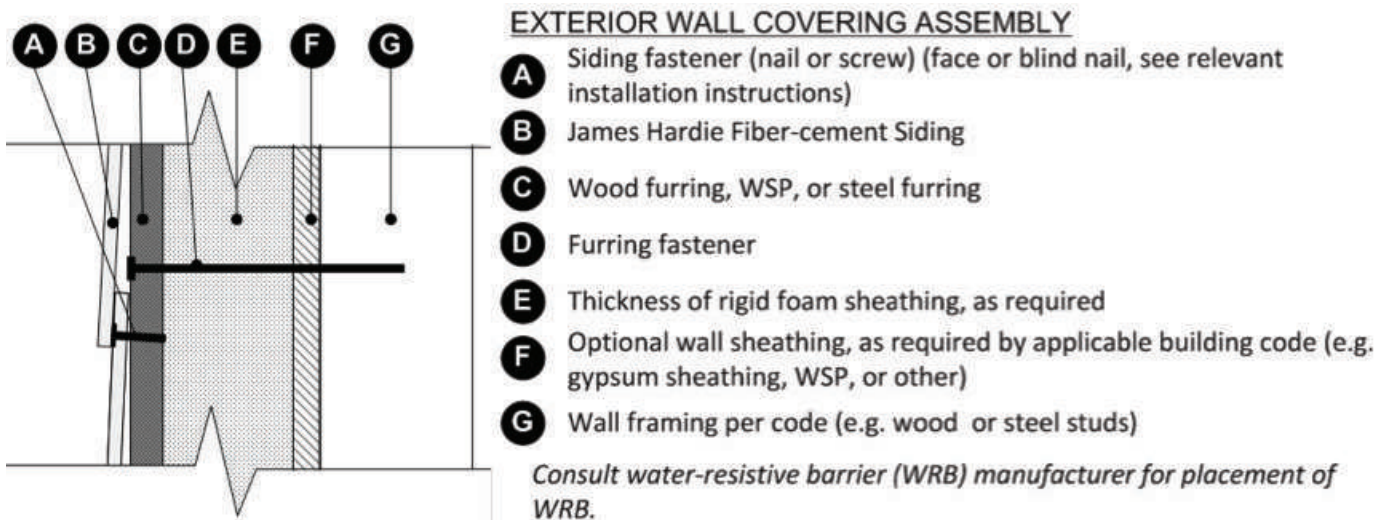 A B C D E F G
EXTERIOR WALL COVERING ASSEMBLY
A Siding fastener (nail or screw) (face or blind nail, see relevant
installation instructions)
B James Hardie Fiber-cement Siding
C Wood furring, WSP, or steel furring
D Furring fastener
E Thickness of rigid foam sheathing, as required
F Optional wall sheathing, as required by applicable building code (e.g.
gypsum sheathing, WSP, or other)
G Wall framing per code (e.g. wood or steel studs)
Consult water-resistive barrier (WRB) manufacturer for placement of
WRB.